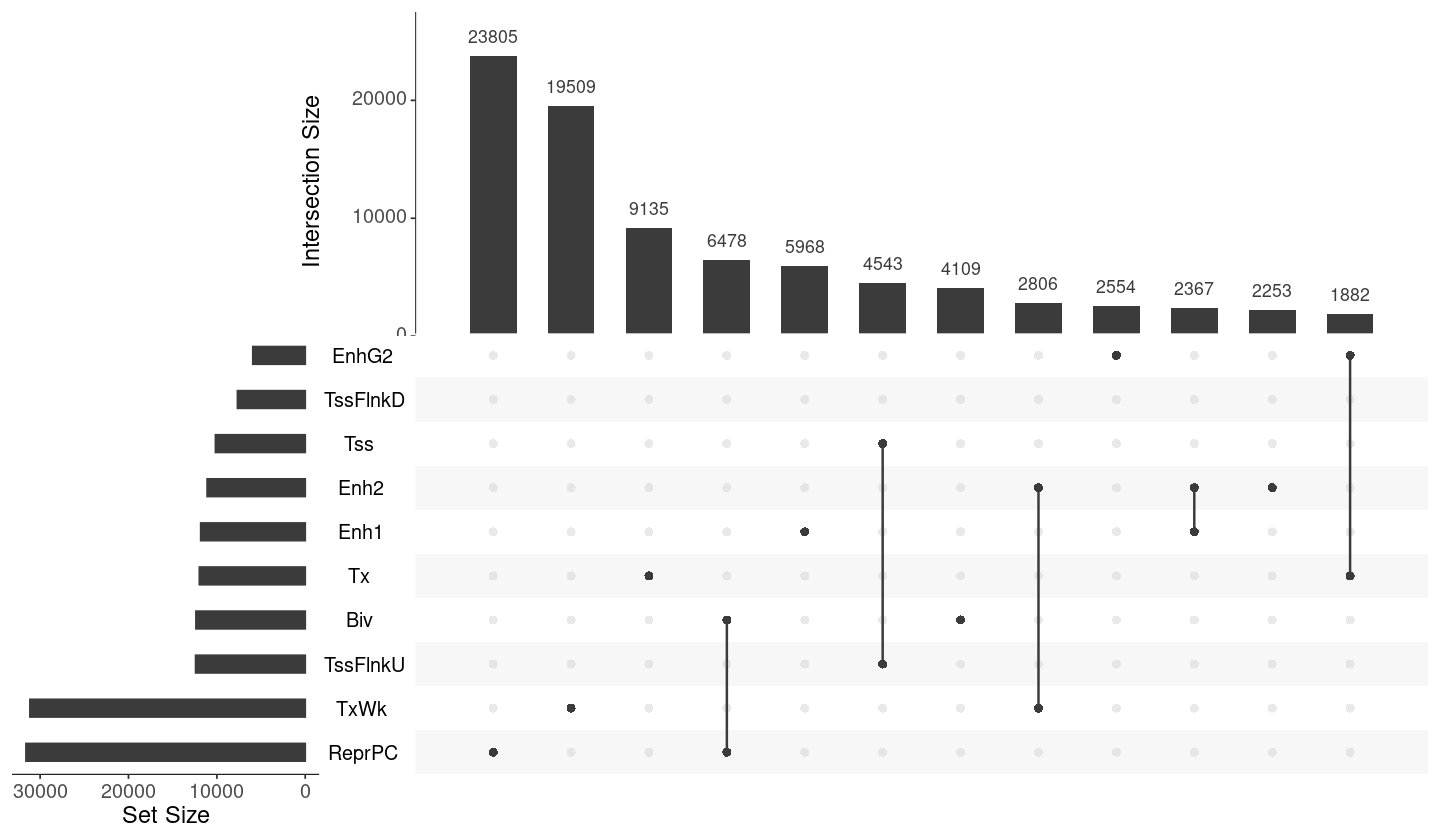 23805
19509
9135
6478
5968
4543
4109
2806
2554
2367
2253
1882
Intersection Size
20000
10000
0
EnhG2
TssFlnkD
Tss
Enh2
Enh1
Tx
Biv
TssFlnkU
TxWk
ReprPC
30000 20000 10000 0
Set Size